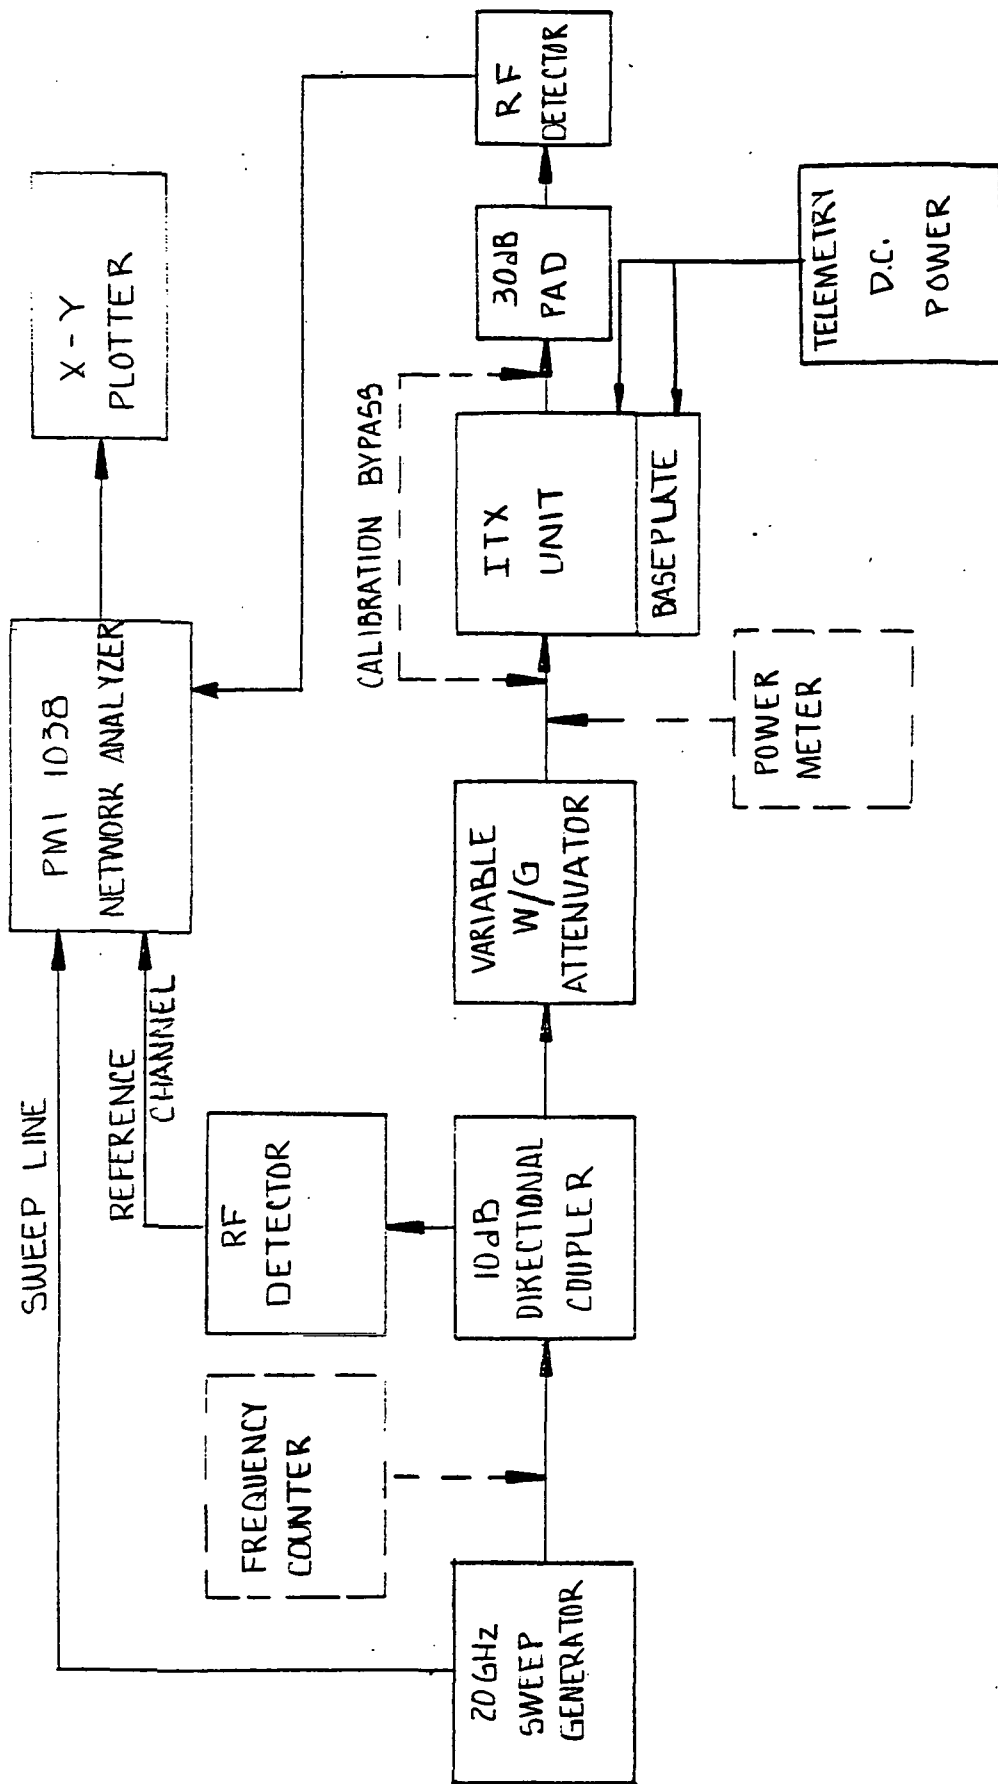 SWEEP LINE
REFERENCE
CHANNEL
PM1 1038
NETWORK ANALYZER
X-Y
PLOTTER
FREQUENCY
COUNTER
RF
DETECTOR
CALIBRATION BYPASS
20GHz
SWEEP
GENERATOR
10dB
DIRECTIONAL
COUPLER
VARIABLE
W/G
ATTENUATOR
ITX
UNIT
BASEPLATE
30dB
PAD
RF
DETECTOR
POWER
METER
TELEMETRY
D.C.
POWER